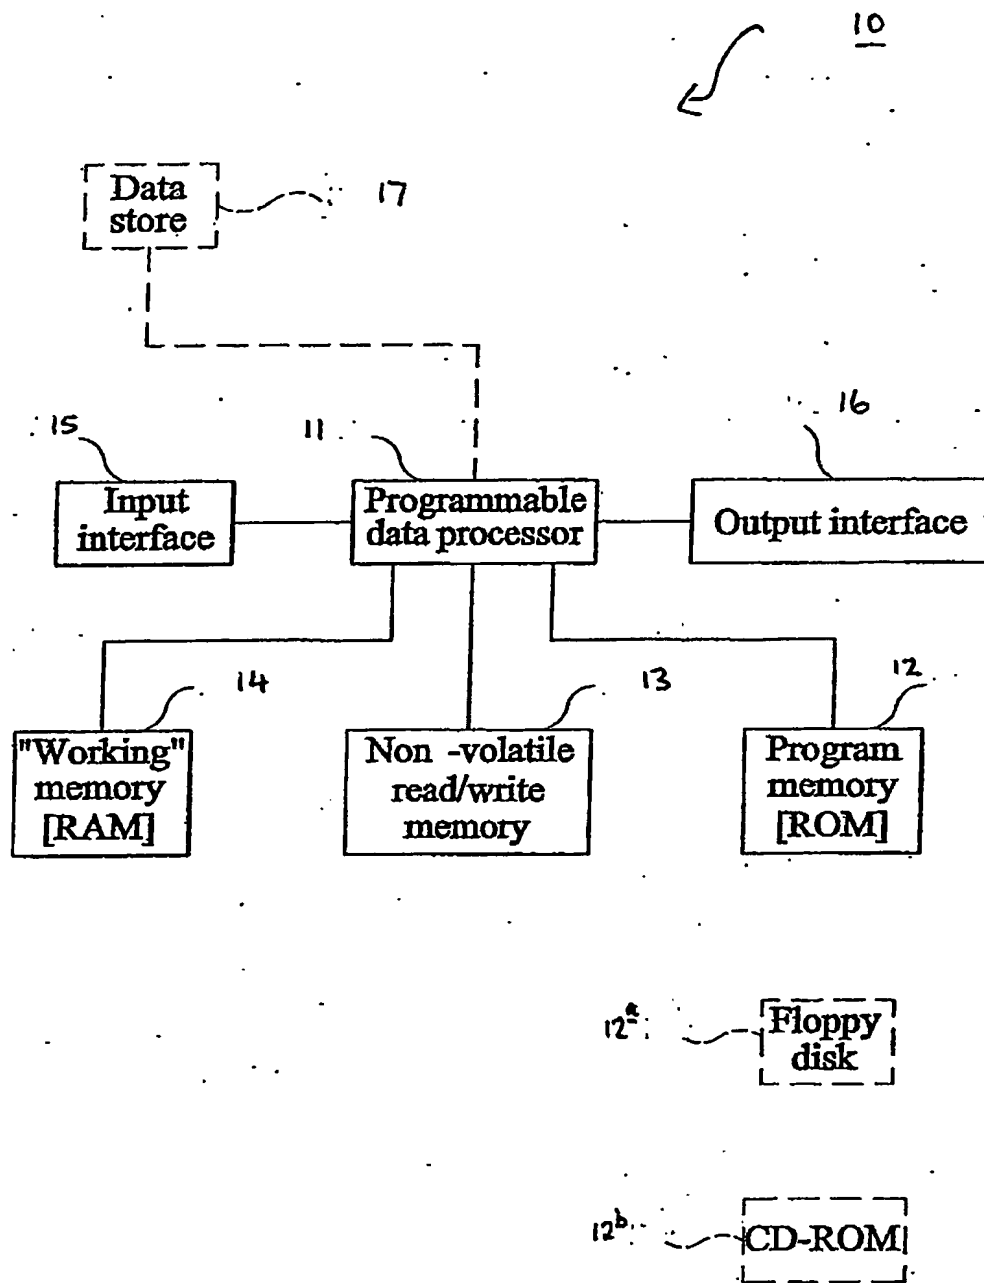 10
Data
store
17
15
11
16
Input
interface
Programmable
data processor
Output interface
14
13
12
"Working"
memory
[RAM]
Non -volatile
read/write
memory
Program
memory
[ROM]
12a
Floppy
disk
12b
CD-ROM